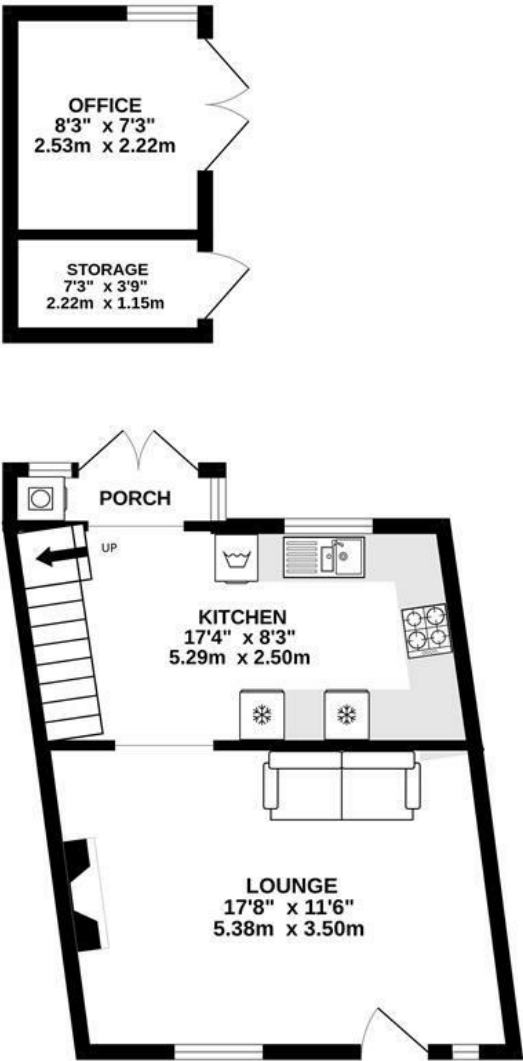 OFFICE
8'3" x 7'3"
2.53m x 2.22m
STORAGE
7'3" x 3'9"
2.22m x 1.15m
PORCH
UP
KITCHEN
17'4" x 8'3"
5.29m x 2.50m
LOUNGE
17'8" x 11'6"
5.38m x 3.50m